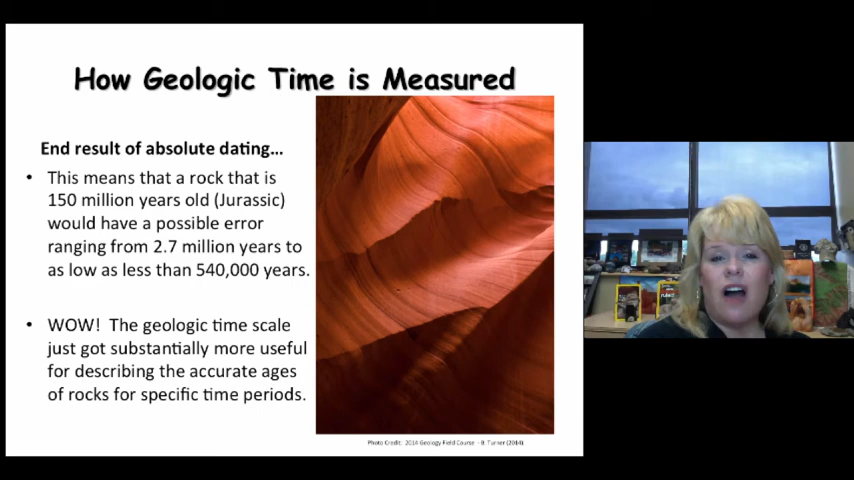 How Geologic Time is Measured
End result of absolute dating...
• This means that a rock that is
150 million years old (Jurassic)
would have a possible error
ranging from 2.7 million years to
as low as less than 540,000 years.
• WOW! The geologic time scale
just got substantially more useful
for describing the accurate ages
of rocks for specific time periods.
Photo Credit: 2014 Geology Field Course - B. Turner (2014)